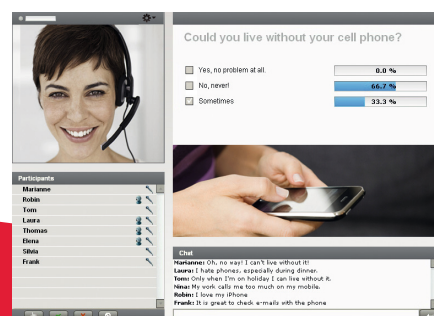 Could you live without your cell phone?
Yes, no problem at all.
0.0 %
No, never!
66.7 %
Sometimes
33.3 %
Participants
Marianne
Robin
Tom
Laura
Thomas
Elena
Silvia
Frank
Chat
Marianne: Oh, no way! I can't live without it!
Laura: I hate phones, especially during dinner.
Tom: Only when I'm on holiday I can live without it.
Nina: My work calls me too much on my mobile.
Robin: I love my iPhone
Frank: It is great to check e-mails with the phone